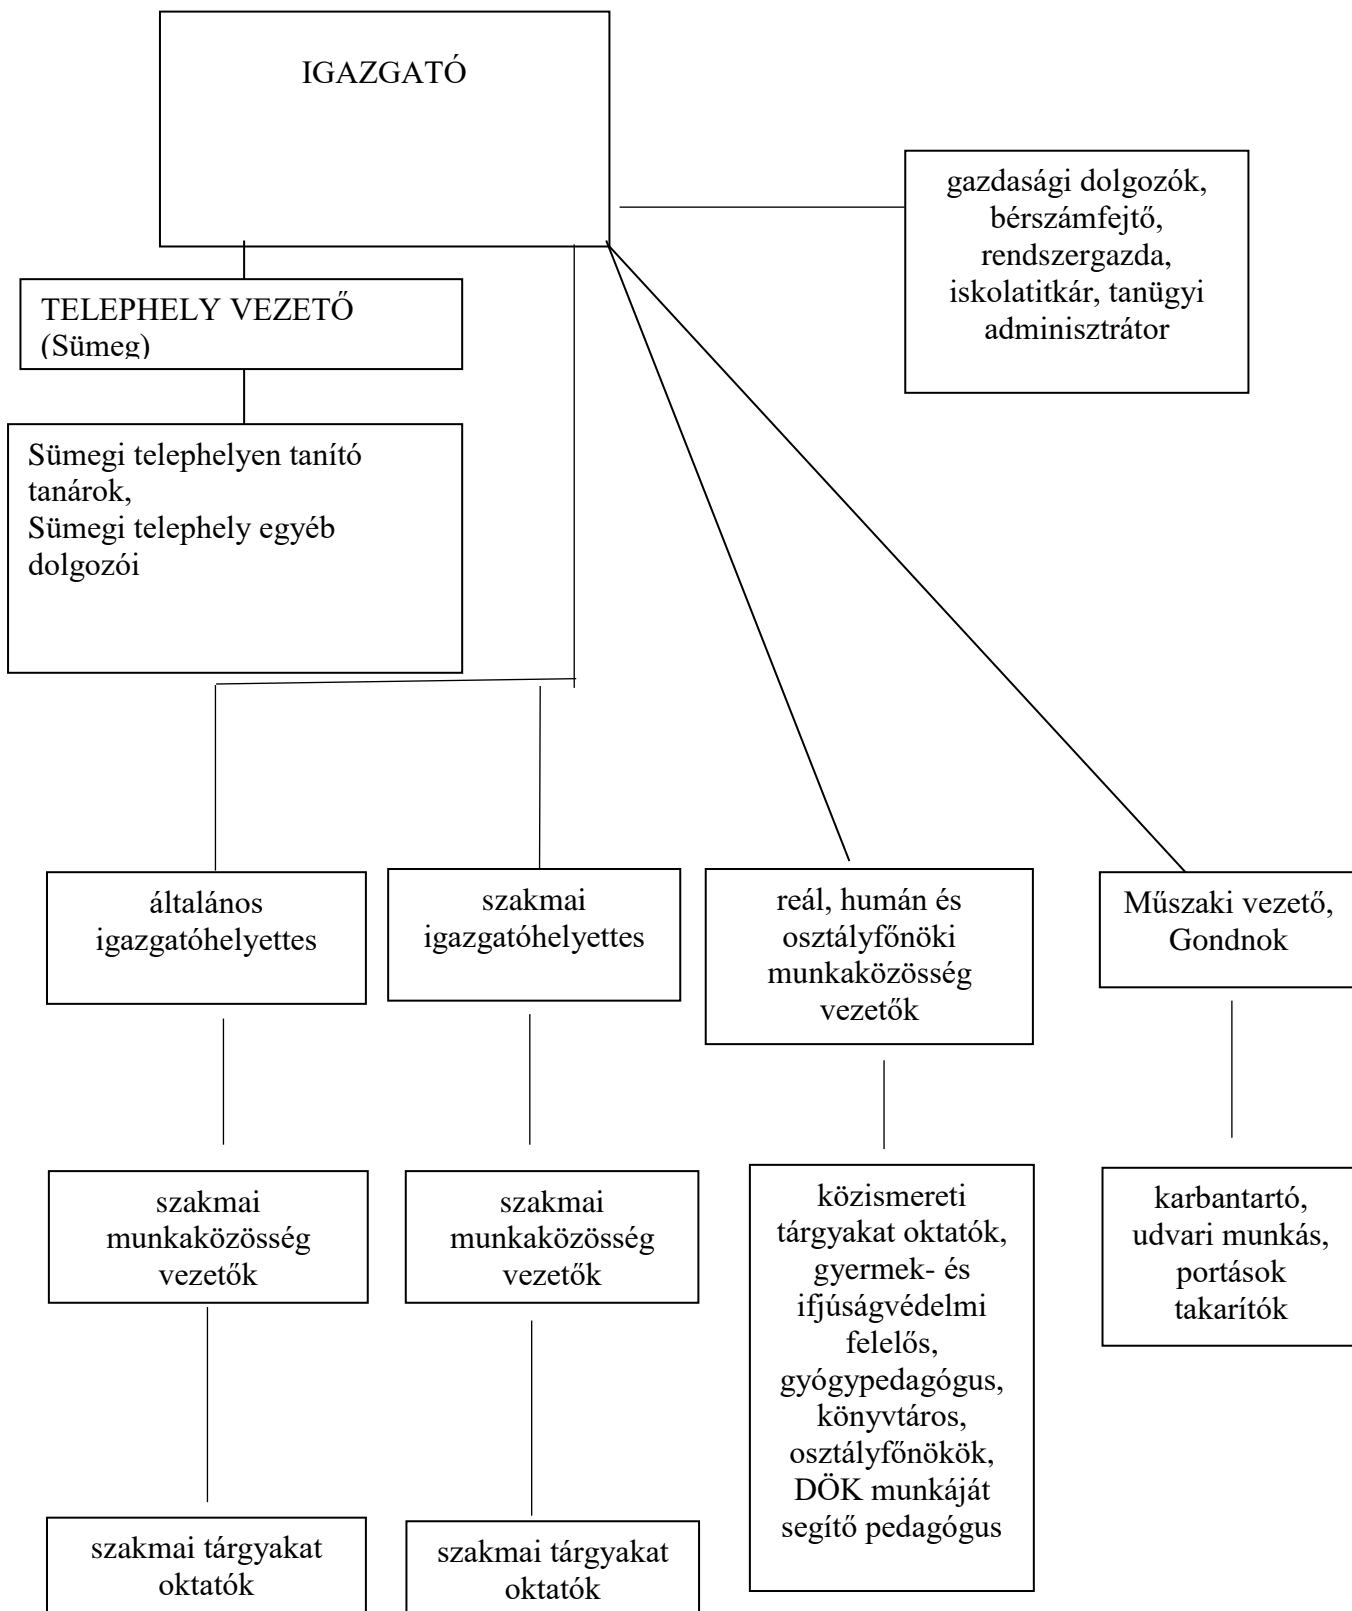 IGAZGATÓ
gazdasági dolgozók,
bérszámfejtő,
rendszergazda,
iskolatitkár, tanügyi
adminisztrátor
TELEPHELY VEZETŐ
(Sümeg)
Sümegi telephelyen tanító
tanárok,
Sümegi telephely egyéb
dolgozói
általános
igazgatóhelyettes
szakmai
igazgatóhelyettes
reál, humán és
osztályfőnöki
munkaközösség
vezetők
Műszaki vezető,
Gondnok
szakmai
munkaközösség
vezetők
szakmai
munkaközösség
vezetők
közismereti
tárgyakat oktatók,
gyermek- és
ifjúságvédelmi
felelős,
gyógypedagógus,
könyvtáros,
osztályfőnökök,
DÖK munkáját
segítő pedagógus
karbantartó,
udvari munkás,
portások
takarítók
szakmai tárgyakat
oktatók
szakmai tárgyakat
oktatók